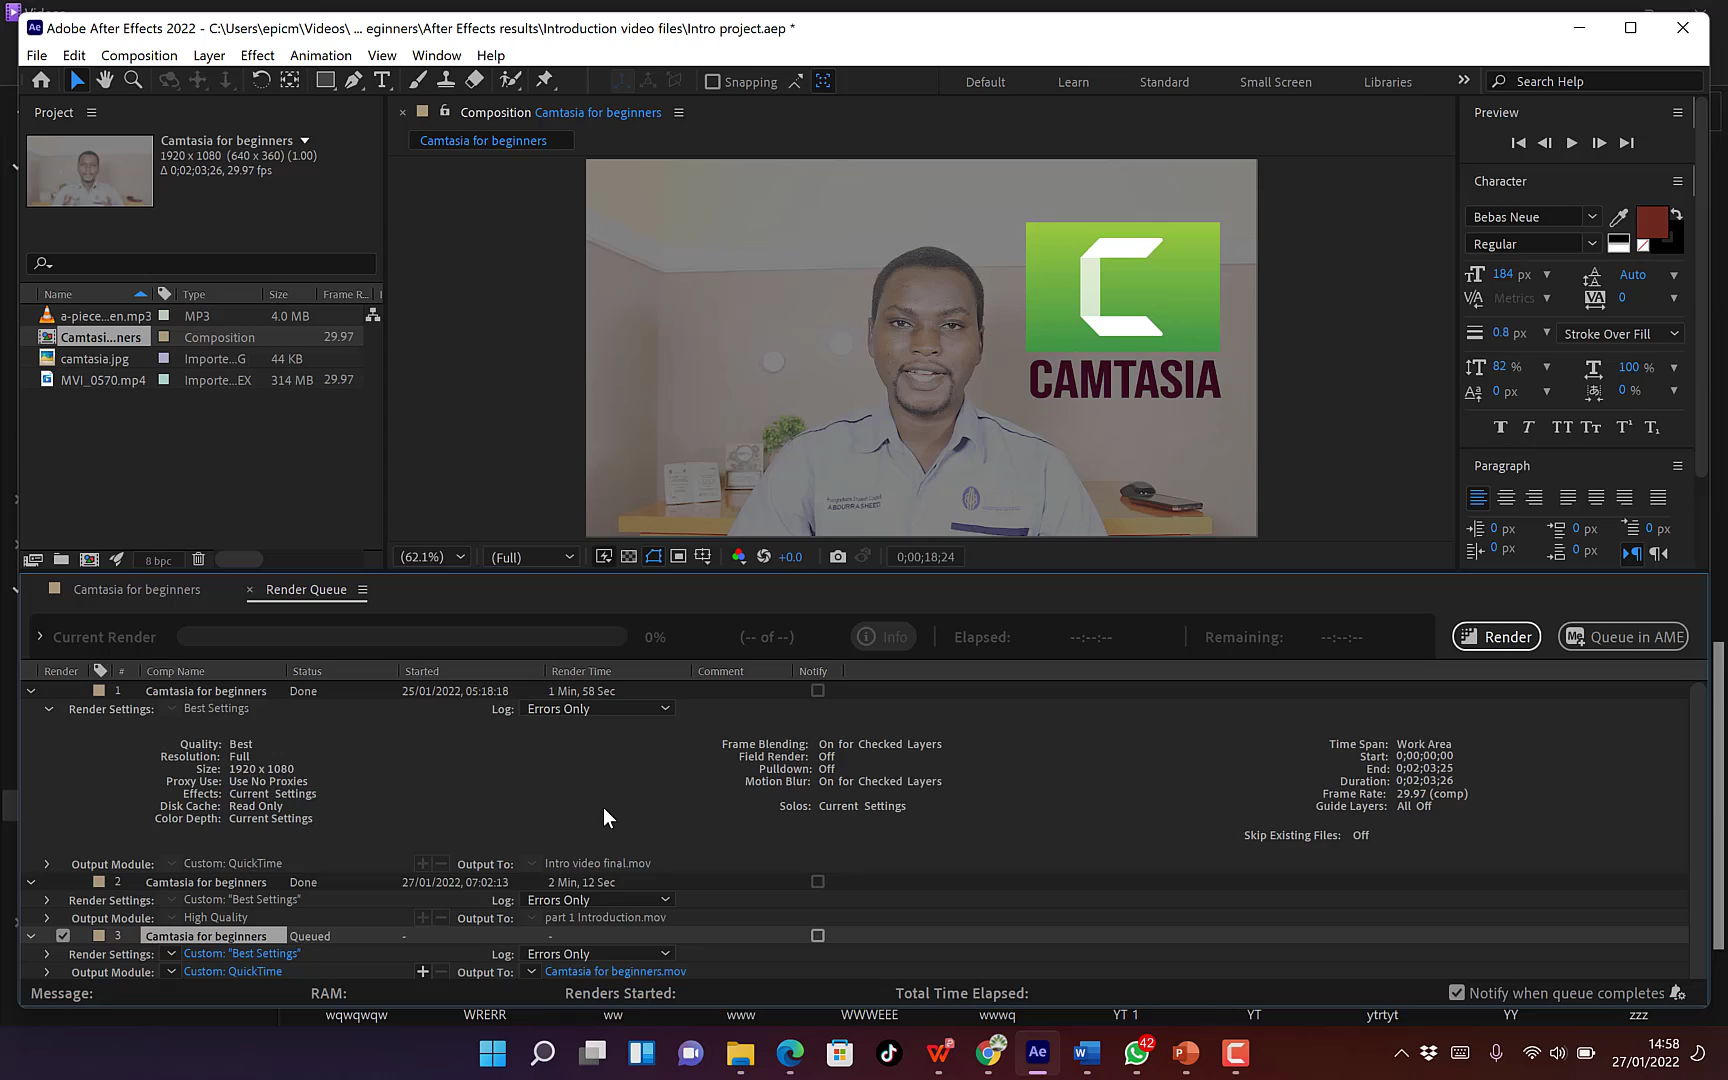 Adobe After Effects 2022 - C:\Users\epicm\Videos\ ... eginners\After Effects results\Introduction video files\Intro project.aep *
File Edit Composition Layer Effect Animation View Window Help
Snapping Default Learn Standard Small Screen Libraries Search Help
Project
Camtasia for beginners
1920 x 1080 (640 x 360) (1.00)
Δ 0;02;03;26, 29.97 fps
Name Type Size Frame R...
a-piece...en.mp3 MP3 4.0 MB
Camtasi...ners Composition 29.97
camtasia.jpg Importe...G 44 KB
MVI_0570.mp4 Importe...EX 314 MB 29.97
8 bpc
Composition Camtasia for beginners
Camtasia for beginners
CAMTASIA
Postgraduate Student Council
ABDURRASHEED
(62.1%) (Full) +0.0 0;00;18;24
Preview
Character
Bebas Neue
Regular
184 px Auto
Metrics 0
0.8 px Stroke Over Fill
82 % 100 %
0 px 0 %
Paragraph
0 px 0 px 0 px
0 px 0 px
Camtasia for beginners Render Queue
Current Render 0% (-- of --) Info Elapsed: --:--:-- Remaining: --:--:-- Render Queue in AME
Render # Comp Name Status Started Render Time Comment Notify
1 Camtasia for beginners Done 25/01/2022, 05:18:18 1 Min, 58 Sec
Render Settings: Best Settings Log: Errors Only
Quality: Best Frame Blending: On for Checked Layers Time Span: Work Area
Resolution: Full Field Render: Off Start: 0;00;00;00
Size: 1920 x 1080 Pulldown: Off End: 0;02;03;25
Proxy Use: Use No Proxies Motion Blur: On for Checked Layers Duration: 0;02;03;26
Effects: Current Settings Frame Rate: 29.97 (comp)
Disk Cache: Read Only Solos: Current Settings Guide Layers: All Off
Color Depth: Current Settings
Skip Existing Files: Off
Output Module: Custom: QuickTime Output To: Intro video final.mov
2 Camtasia for beginners Done 27/01/2022, 07:02:13 2 Min, 12 Sec
Render Settings: Custom: "Best Settings" Log: Errors Only
Output Module: High Quality Output To: part 1 Introduction.mov
3 Camtasia for beginners Queued - -
Render Settings: Custom: "Best Settings" Log: Errors Only
Output Module: Custom: QuickTime Output To: Camtasia for beginners.mov
Message: RAM: Renders Started: Total Time Elapsed: Notify when queue completes
wqwqwqw WRERR ww www WWWEEE wwwq YT 1 YT ytrtyt YY zzz
42
14:58
27/01/2022